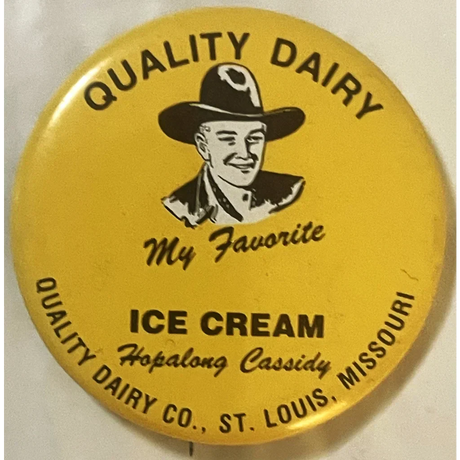 QUALITY DAIRY
My Favorite
ICE CREAM
Hopalong Cassidy
QUALITY DAIRY CO., ST. LOUIS, MISSOURI